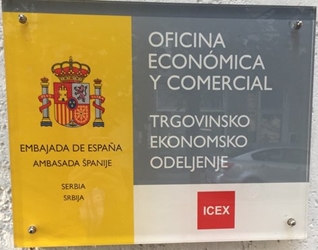 EMBAJADA DE ESPAÑA
AMBASADA ŠPANIJE
SERBIA
SRBIJA
OFICINA
ECONÓMICA
Y COMERCIAL
TRGOVINSKO
EKONOMSKO
ODELJENJE
ICEX